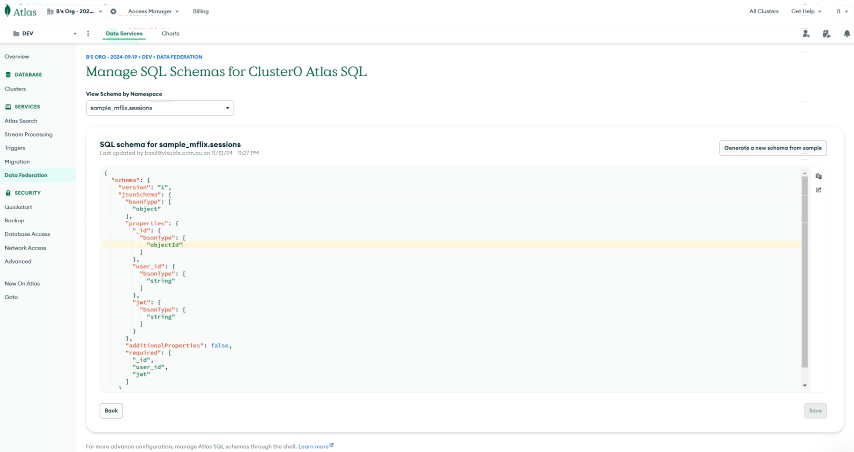 Atlas
B's Org - 202...
Access Manager
Billing
All Clusters
Get Help
B
DEV
Data Services
Charts
Overview
DATABASE
Clusters
SERVICES
Atlas Search
Stream Processing
Triggers
Migration
Data Federation
SECURITY
Quickstart
Backup
Database Access
Network Access
Advanced
New On Atlas
Goto
B'S ORG - 2024-09-19 > DEV > DATA FEDERATION
Manage SQL Schemas for Cluster0 Atlas SQL
View Schema by Namespace
sample_mflix.sessions
SQL schema for sample_mflix.sessions
Last updated by basil@visuale.com.au on 11/13/24 11:27 PM
Generate a new schema from sample
{
"schema": {
"version": "1",
"jsonSchema": {
"bsonType": [
"object"
],
"properties": {
"_id": {
"bsonType": [
"objectId"
]
},
"user_id": {
"bsonType": [
"string"
]
},
"jwt": {
"bsonType": [
"string"
]
}
},
"additionalProperties": false,
"required": [
"_id",
"user_id",
"jwt"
]
}
Back
Save
For more advance configuration, manage Atlas SQL schemas through the shell. Learn more